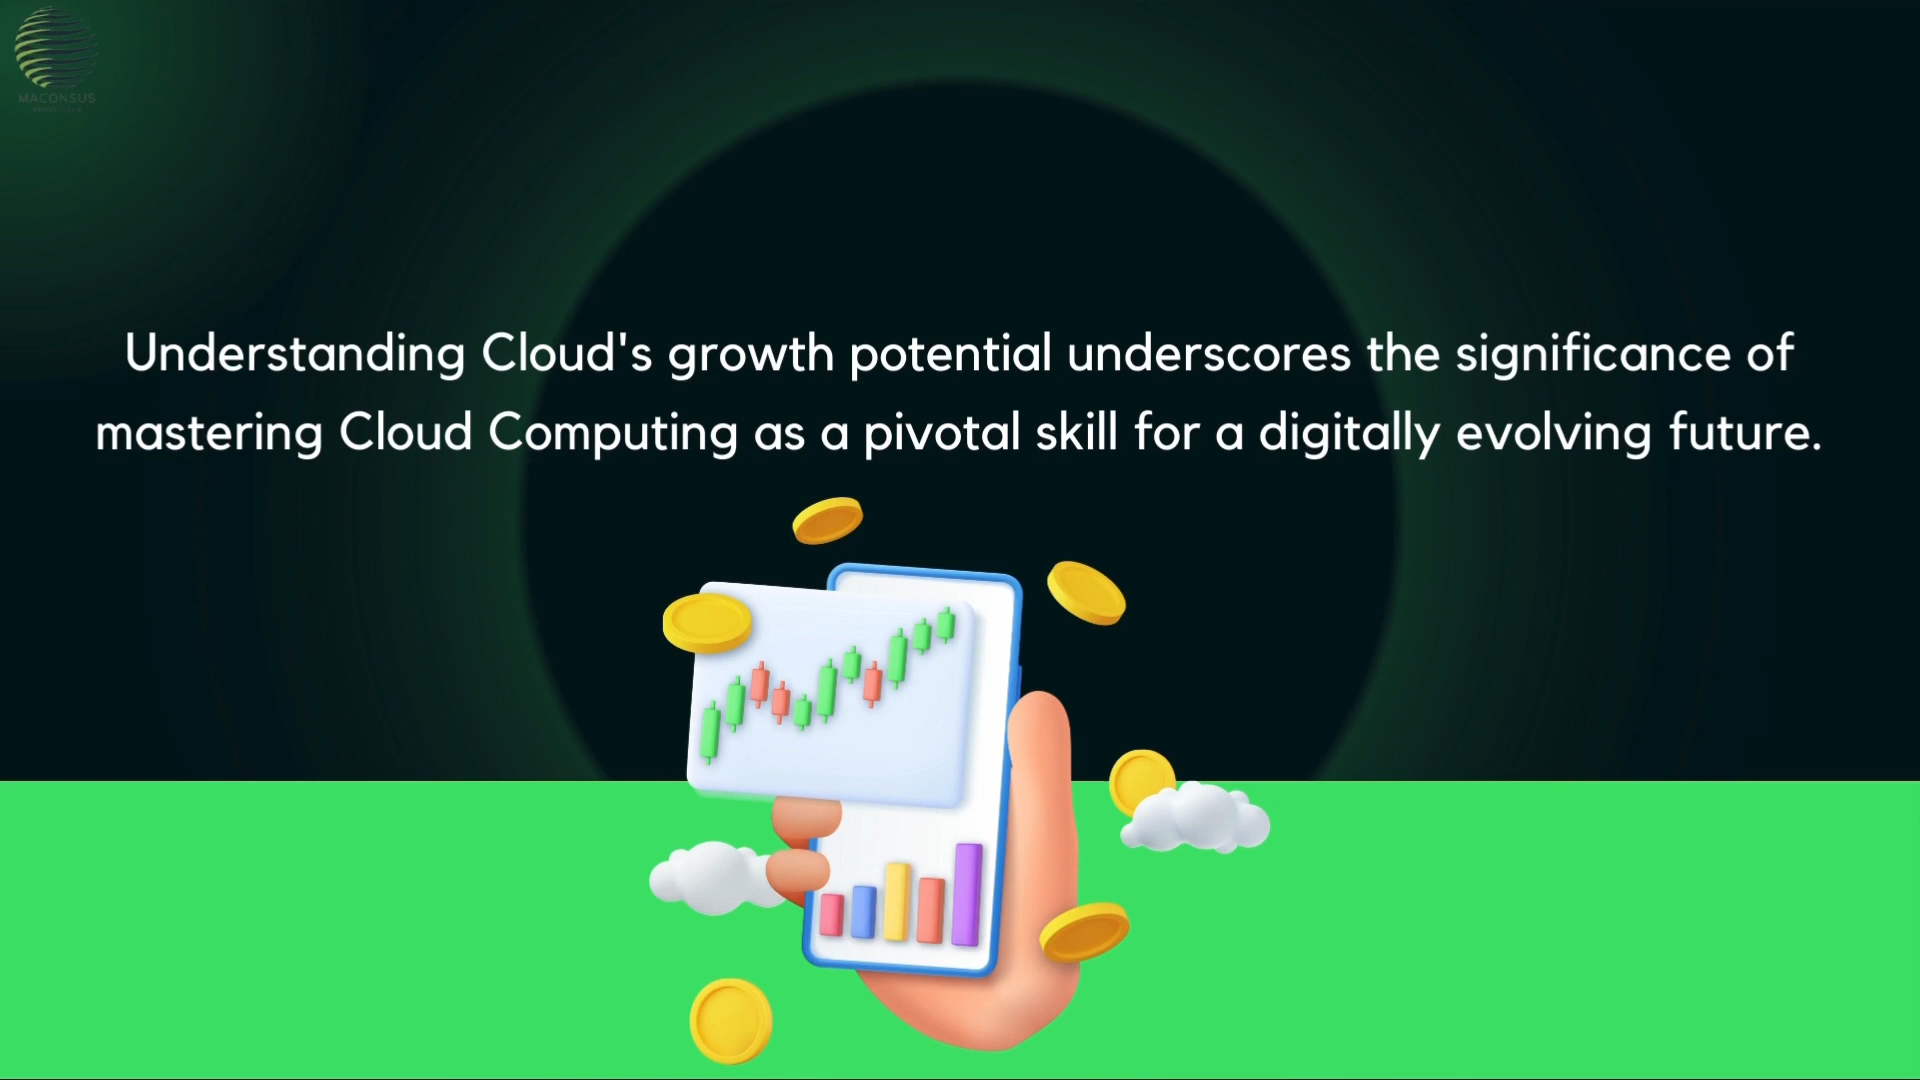 MACONSUS
Understanding Cloud's growth potential underscores the significance of
mastering Cloud Computing as a pivotal skill for a digitally evolving future.